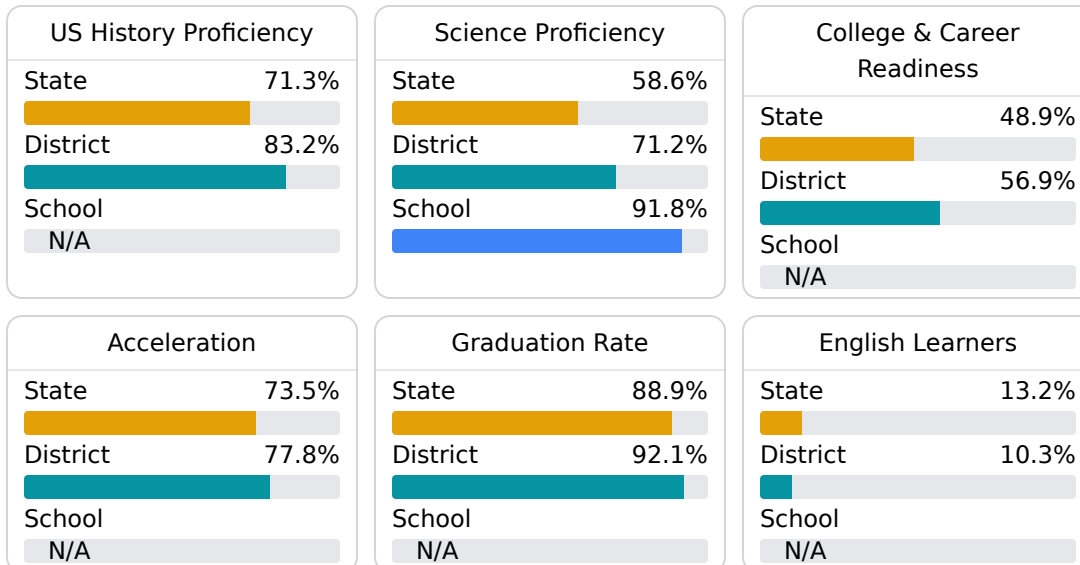 US History Proficiency
State 71.3%
District 83.2%
School
N/A
Science Proficiency
State 58.6%
District 71.2%
School 91.8%
College & Career
Readiness
State 48.9%
District 56.9%
School
N/A
Acceleration
State 73.5%
District 77.8%
School
N/A
Graduation Rate
State 88.9%
District 92.1%
School
N/A
English Learners
State 13.2%
District 10.3%
School
N/A